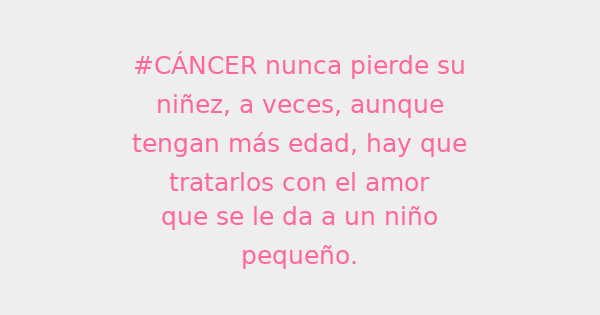 #CÁNCER nunca pierde su
niñez, a veces, aunque
tengan más edad, hay que
tratarlos con el amor
que se le da a un niño
pequeño.